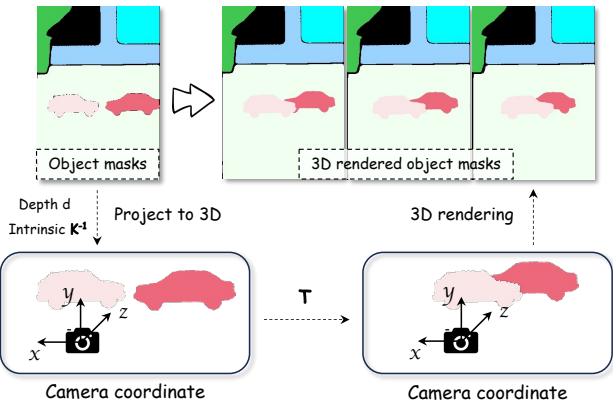 Object masks
3D rendered object masks
Depth d
Intrinsic K⁻¹
Project to 3D
3D rendering
y
z
x
T
y
z
x
Camera coordinate
Camera coordinate